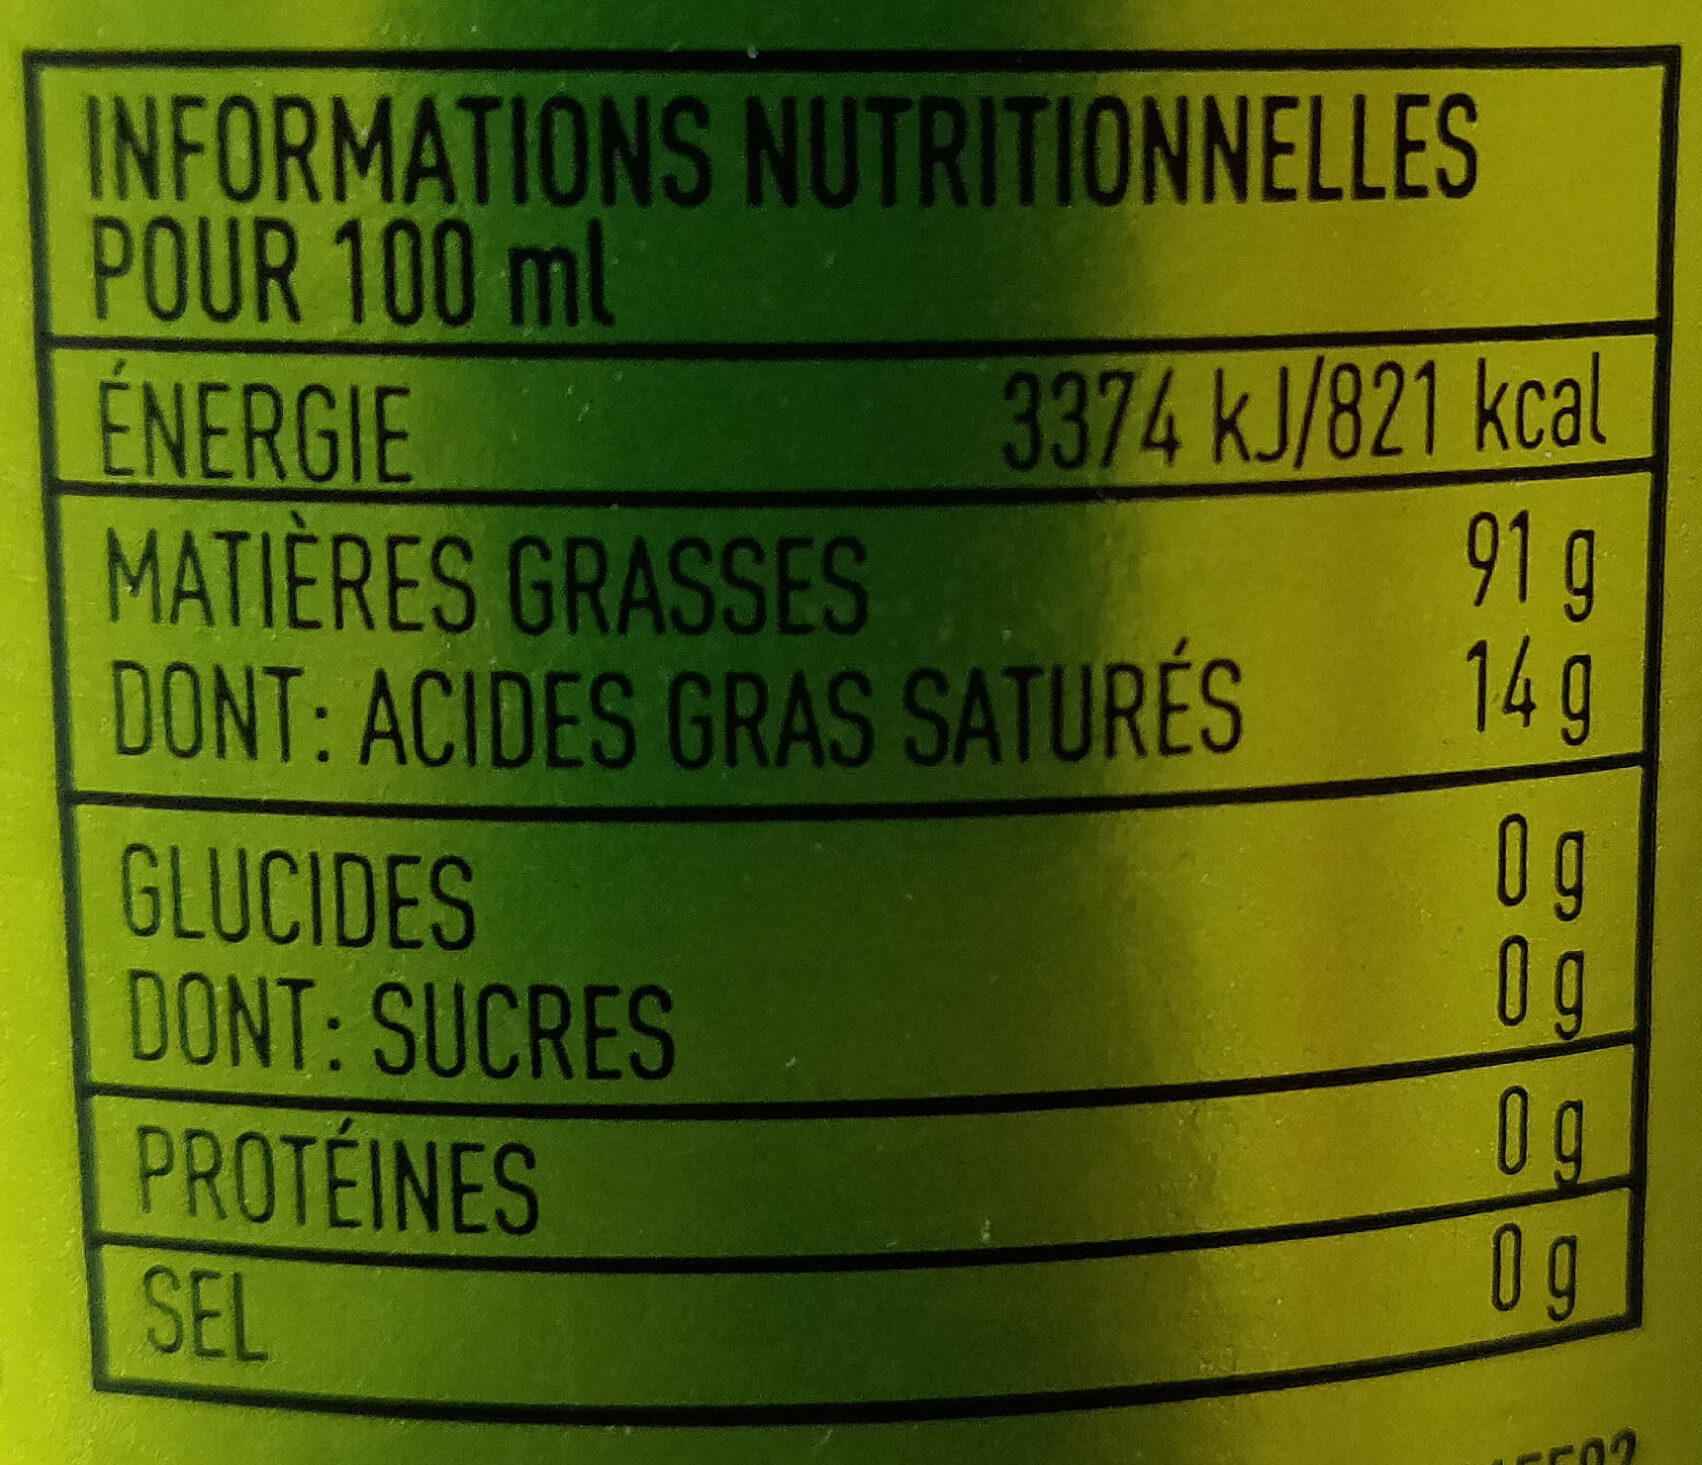 INFORMATIONS NUTRITIONNELLES
POUR 100 ml
ÉNERGIE 3374 kJ/821 kcal
MATIÈRES GRASSES 91 g
DONT: ACIDES GRAS SATURÉS 14 g
GLUCIDES 0 g
DONT: SUCRES 0 g
PROTÉINES 0 g
SEL 0 g